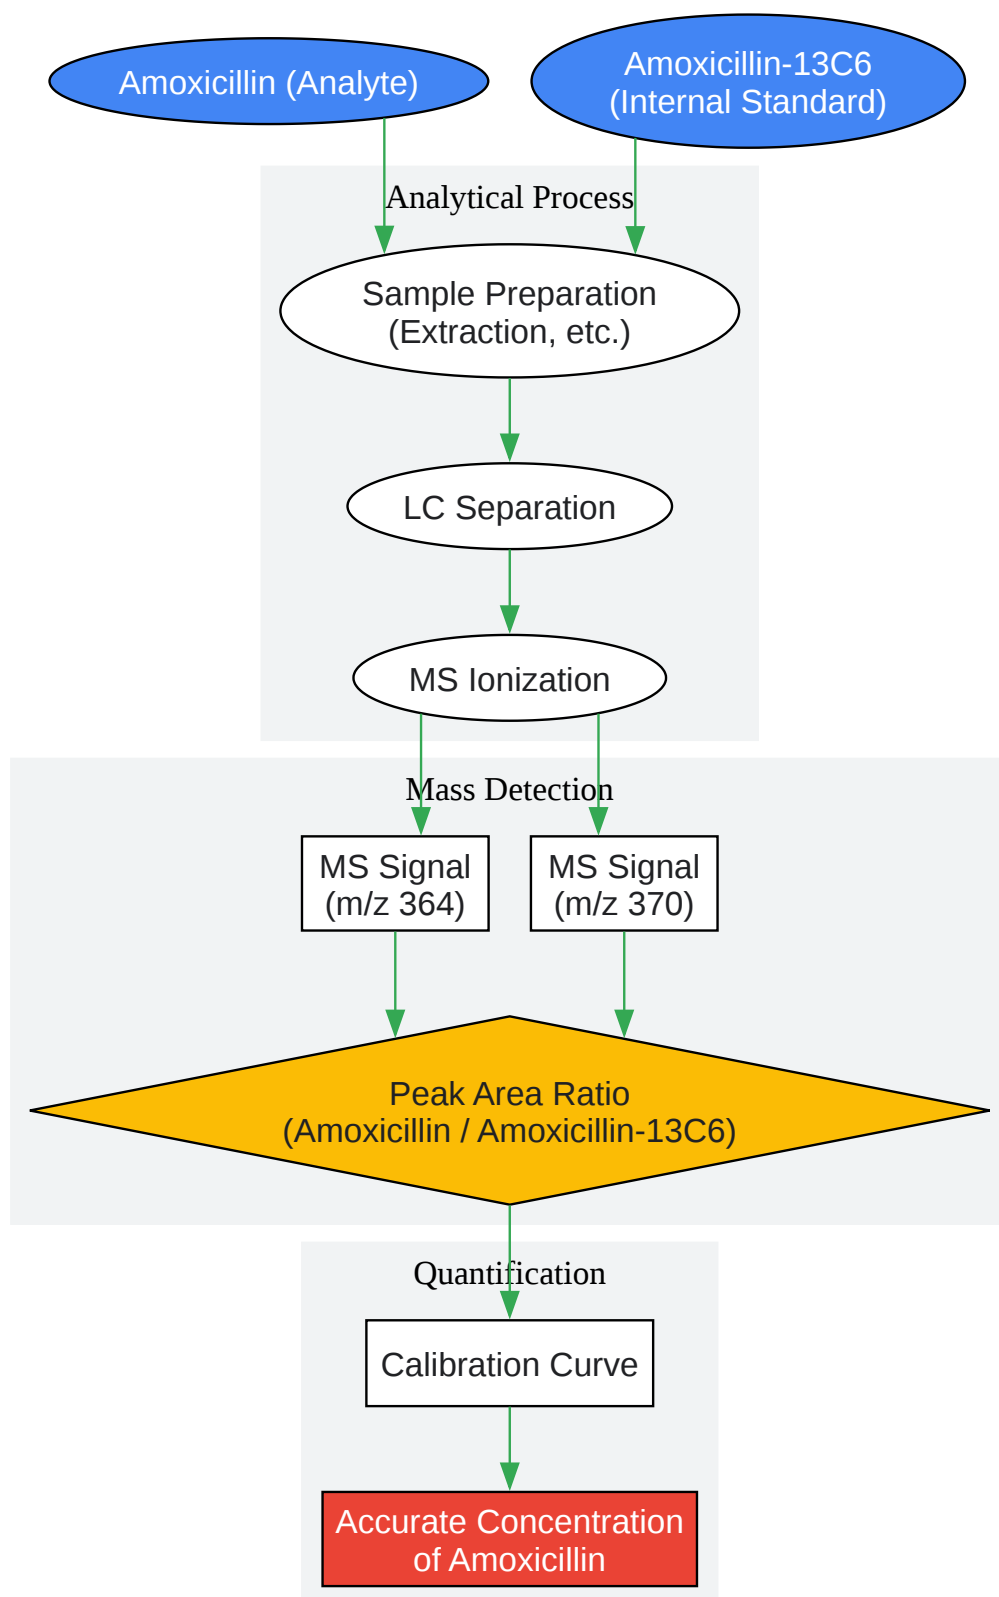 Amoxicillin (Analyte)
Amoxicillin-13C6
(Internal Standard)
Analytical Process
Sample Preparation
(Extraction, etc.)
LC Separation
MS Ionization
Mass Detection
MS Signal
(m/z 364)
MS Signal
(m/z 370)
Peak Area Ratio
(Amoxicillin / Amoxicillin-13C6)
Quantification
Calibration Curve
Accurate Concentration
of Amoxicillin